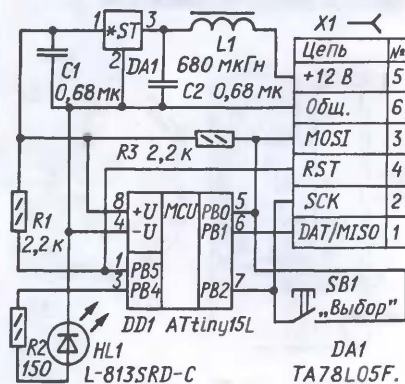 X1
1 *ST 3
Цепь №
+12 В 5
Общ. 6
MOSI 3
RST 4
SCK 2
DAT/MISO 1
2 DA1
L1
680 мкГн
C1
0,68 мк
C2 0,68 мк
R3 2,2 к
R1
2,2 к
8 +U MCU PB0 5
4 -U PB1 6
1 PB5
3 PB4 PB2 7
DD1 ATtiny15L
SB1
„Выбор"
R2
150
HL1
L-813SRD-C
DA1
TA78L05F.